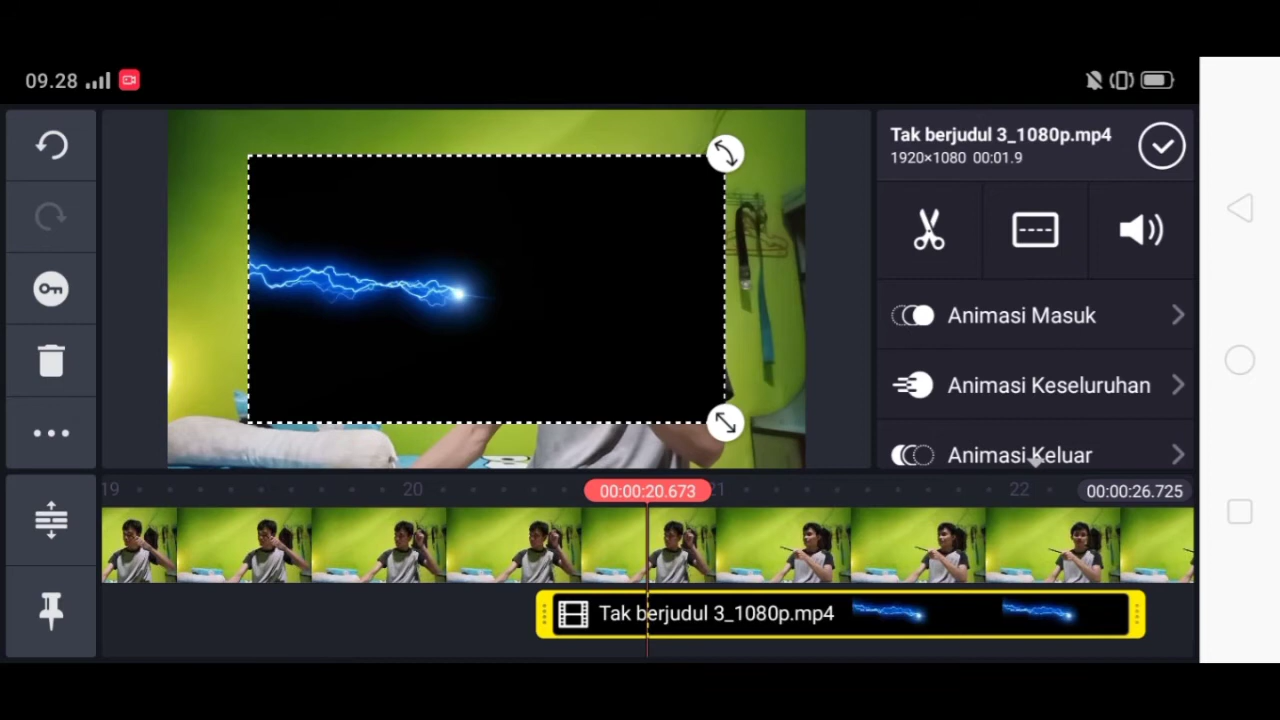 09.28
Tak berjudul 3_1080p.mp4
1920×1080 00:01.9
Animasi Masuk
Animasi Keseluruhan
Animasi Keluar
19
20
00:00:20.673
21
22
00:00:26.725
Tak berjudul 3_1080p.mp4